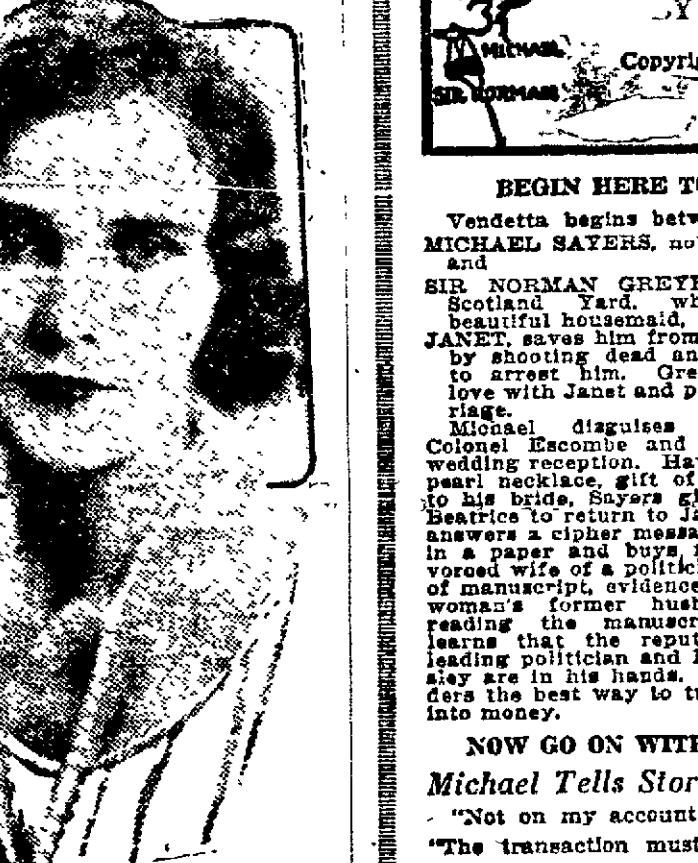 BY
MICHAEL
SIR NORMAN
Copyri
BEGIN HERE T
Vendetta begins betw
MICHAEL SAYERS, no
and
SIR NORMAN GREYE
Scotland Yard, wh
beautiful housemaid,
JANET, saves him from
by shooting dead an
to arrest him. Gre
love with Janet and p
riage.
Michael disguises
Colonel Escombe and
wedding reception. Ha
pearl necklace, gift of
to his bride, Sayers gi
Beatrice to return to Ja
answers a cipher messa
in a paper and buys
vorced wife of a politici
of manuscript, evidence
woman's former hus
reading the manuscr
learns that the reput
leading politician and
sley are in his hands.
ders the best way to tu
into money.
NOW GO ON WITH
Michael Tells Stor
"Not on my account
"The transaction must